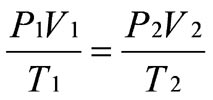 P₁V₁ / T₁ = P₂V₂ / T₂